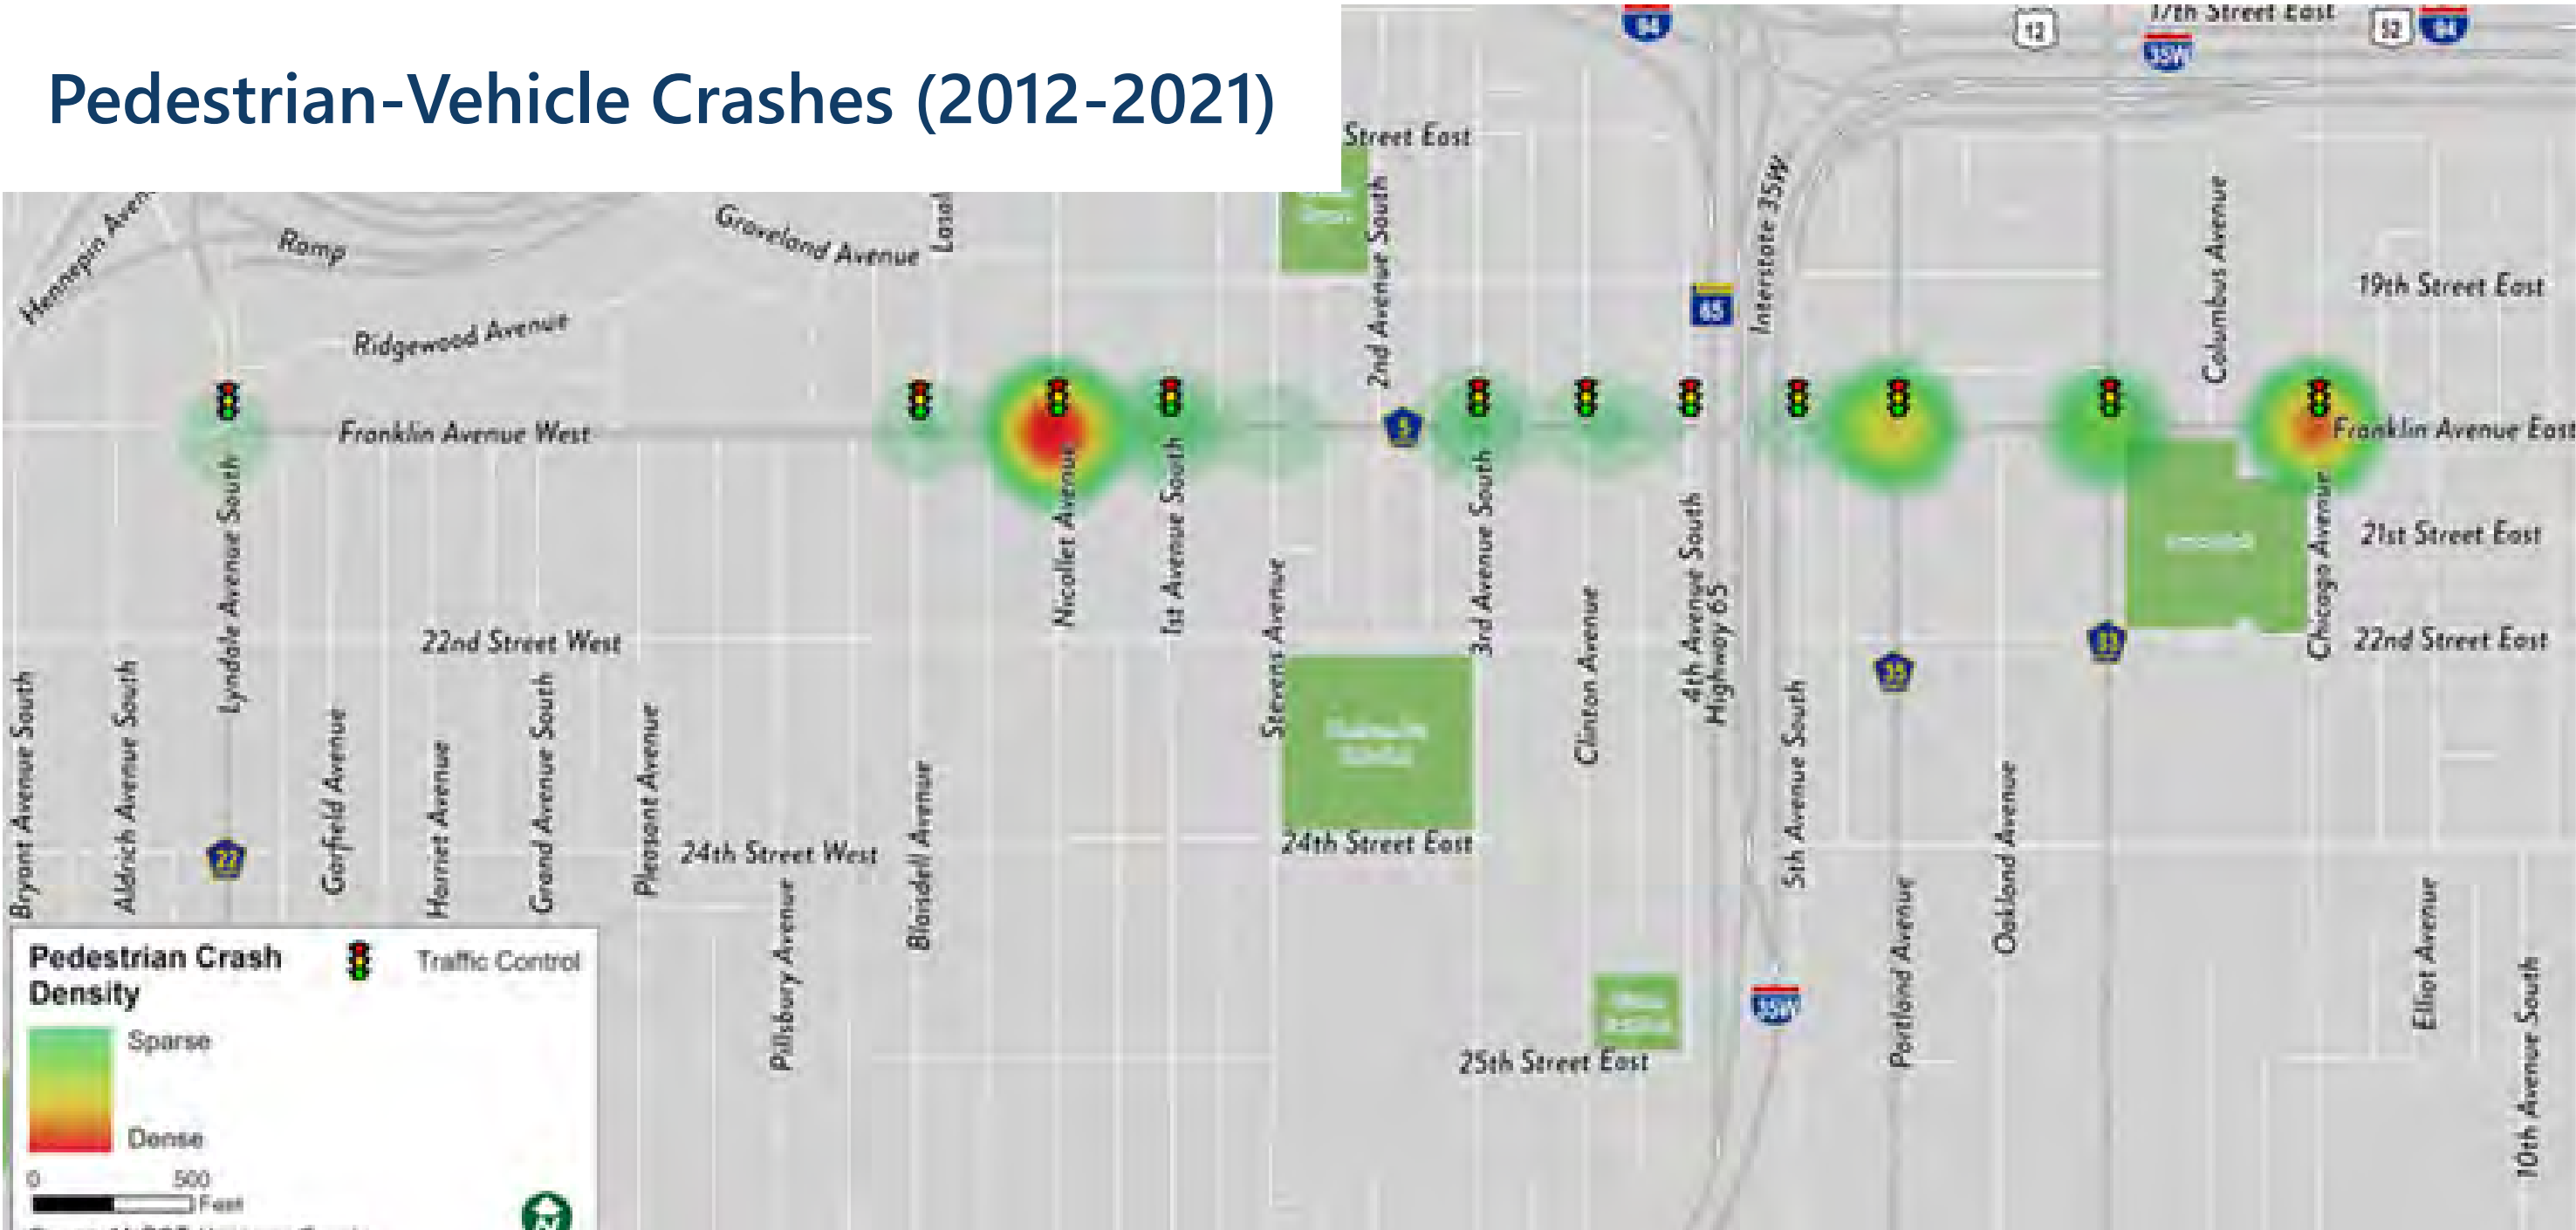 Pedestrian-Vehicle Crashes (2012-2021)
94
12
17th Street East
35W
52
94
Street East
Hennepin Aven
Ramp
Graveland Avenue
Lasal
2nd Avenue South
Interstate 35W
Columbus Avenue
19th Street East
Ridgewood Avenue
65
Franklin Avenue West
5
Franklin Avenue East
Lyndale Avenue South
Nicollet Avenue
1st Avenue South
Stevens Avenue
3rd Avenue South
Clinton Avenue
4th Avenue South
Highway 65
5th Avenue South
21st Street East
Chicago Avenue
22nd Street West
22nd Street East
35
33
Bryant Avenue South
Aldrich Avenue South
22
Garfield Avenue
Harriet Avenue
Grand Avenue South
Pleasant Avenue
24th Street West
Pillsbury Avenue
Blaisdell Avenue
24th Street East
25th Street East
35W
Portland Avenue
Oakland Avenue
Elliot Avenue
10th Avenue South
Pedestrian Crash
Density
Traffic Control
Sparse
Dense
0
500
Feet